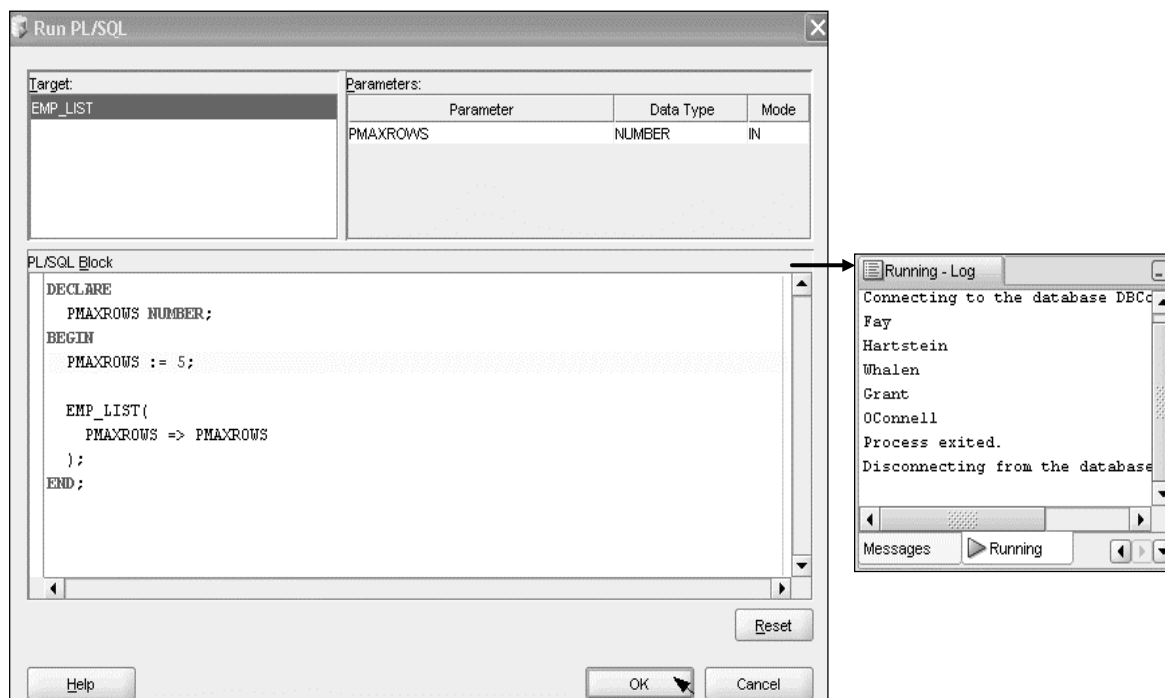 Run PL/SQL
Target:
EMP_LIST
Parameters:
Parameter Data Type Mode
PMAXROWS NUMBER IN
PL/SQL Block
DECLARE
PMAXROWS NUMBER;
BEGIN
PMAXROWS := 5;
EMP_LIST(
PMAXROWS => PMAXROWS
);
END;
Reset
Help
OK
Cancel
Running - Log
Connecting to the database DBCo
Fay
Hartstein
Whalen
Grant
OConnell
Process exited.
Disconnecting from the database
Messages
Running